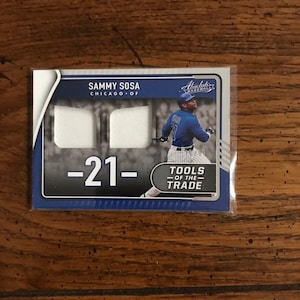 Absolute
SAMMY SOSA
CHICAGO - OF
-21-
TOOLS
OF THE
TRADE